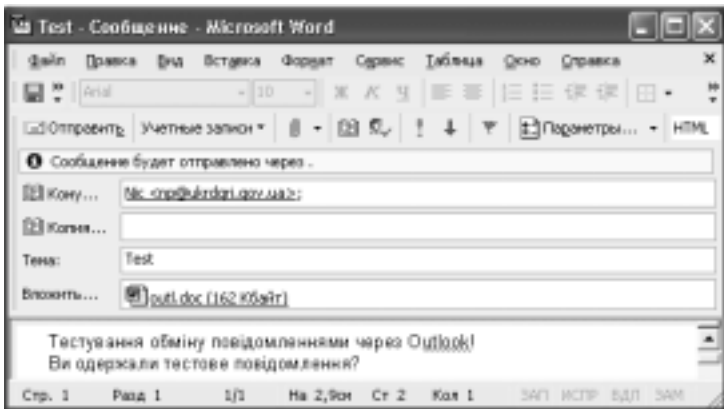 Test - Сообщение - Microsoft Word
Файл Правка Вид Вставка Формат Сервис Таблица Окно Справка
Arial 10 Ж К Ч
Отправить Учетные записи Параметры... HTML
Сообщение будет отправлено через .
Кому... Nic <np@ukrdgri.gov.ua>;
Копия...
Тема: Test
Вложить... outl.doc (162 Кбайт)
Тестування обміну повідомленнями через Outlook!
Ви одержали тестове повідомлення?
Стр. 1 Разд 1 1/1 На 2,9см Ст 2 Кол 1 ЗАП ИСПР ВДЛ ЗАМ